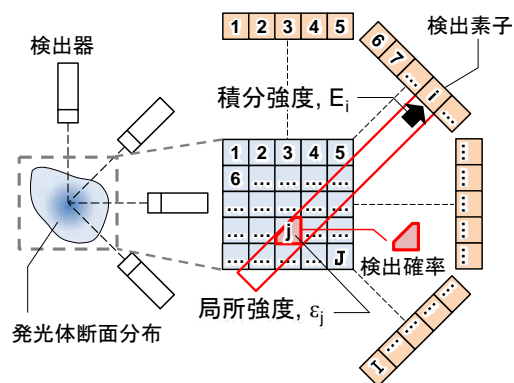 検出器
1 2 3 4 5
検出素子
6 7 ... i ...
積分強度, Ei
1 2 3 4 5
6 ... ... ... ...
... ... ... ... ...
... ... j ... ...
... ... ... ... J
...
...
...
...
...
検出確率
局所強度, εj
発光体断面分布
I ... ... ... ...